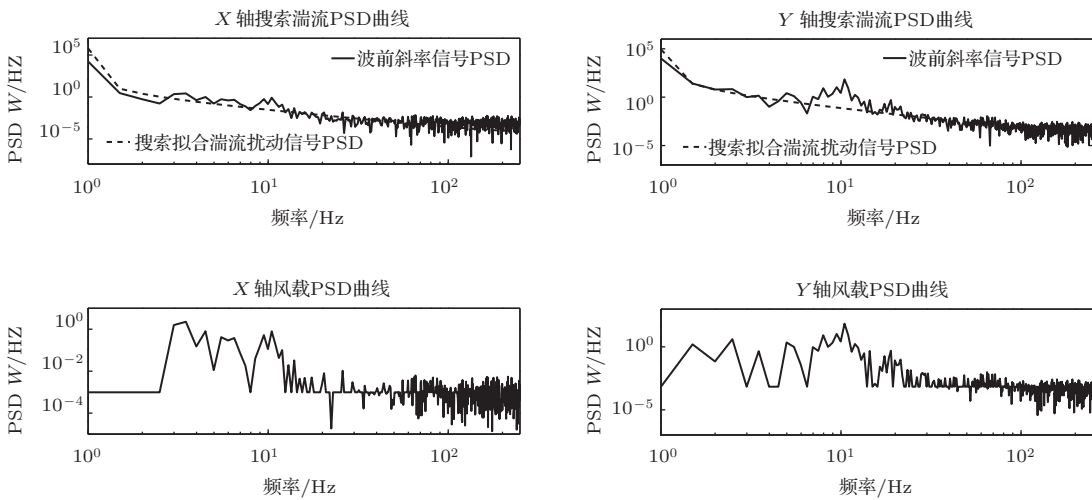 X 轴搜索湍流PSD曲线
PSD W/HZ
10^5
10^0
10^-5
波前斜率信号PSD
搜索拟合湍流扰动信号PSD
10^0
10^1
10^2
频率/Hz
Y 轴搜索湍流PSD曲线
PSD W/HZ
10^5
10^0
10^-5
波前斜率信号PSD
搜索拟合湍流扰动信号PSD
10^0
10^1
10^2
频率/Hz
X 轴风载PSD曲线
PSD W/HZ
10^0
10^-2
10^-4
10^0
10^1
10^2
频率/Hz
Y 轴风载PSD曲线
PSD W/HZ
10^0
10^-5
10^0
10^1
10^2
频率/Hz